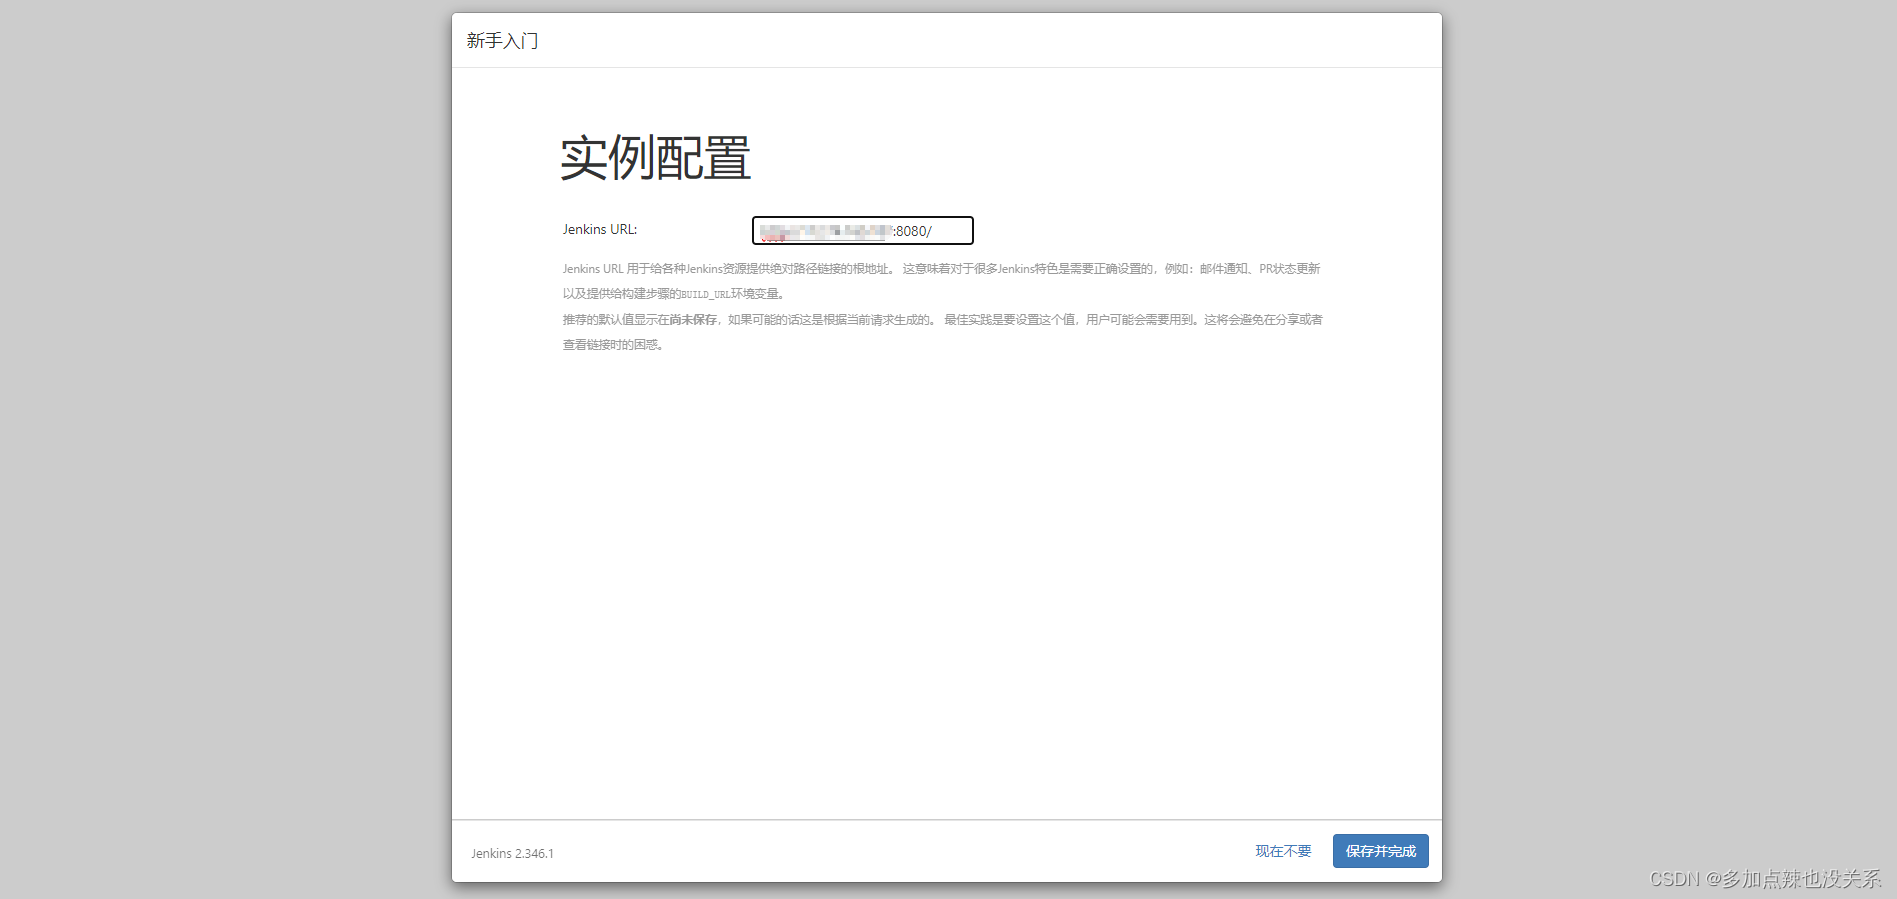 新手入门
实例配置
Jenkins URL:
:8080/
Jenkins URL 用于给各种Jenkins资源提供绝对路径链接的根地址。 这意味着对于很多Jenkins特色是需要正确设置的，例如：邮件通知、PR状态更新
以及提供给构建步骤的BUILD_URL环境变量。
推荐的默认值显示在尚未保存，如果可能的话这是根据当前请求生成的。 最佳实践是要设置这个值，用户可能会需要用到。这将会避免在分享或者
查看链接时的困惑。
Jenkins 2.346.1
现在不要
保存并完成
CSDN @多加点辣也没关系